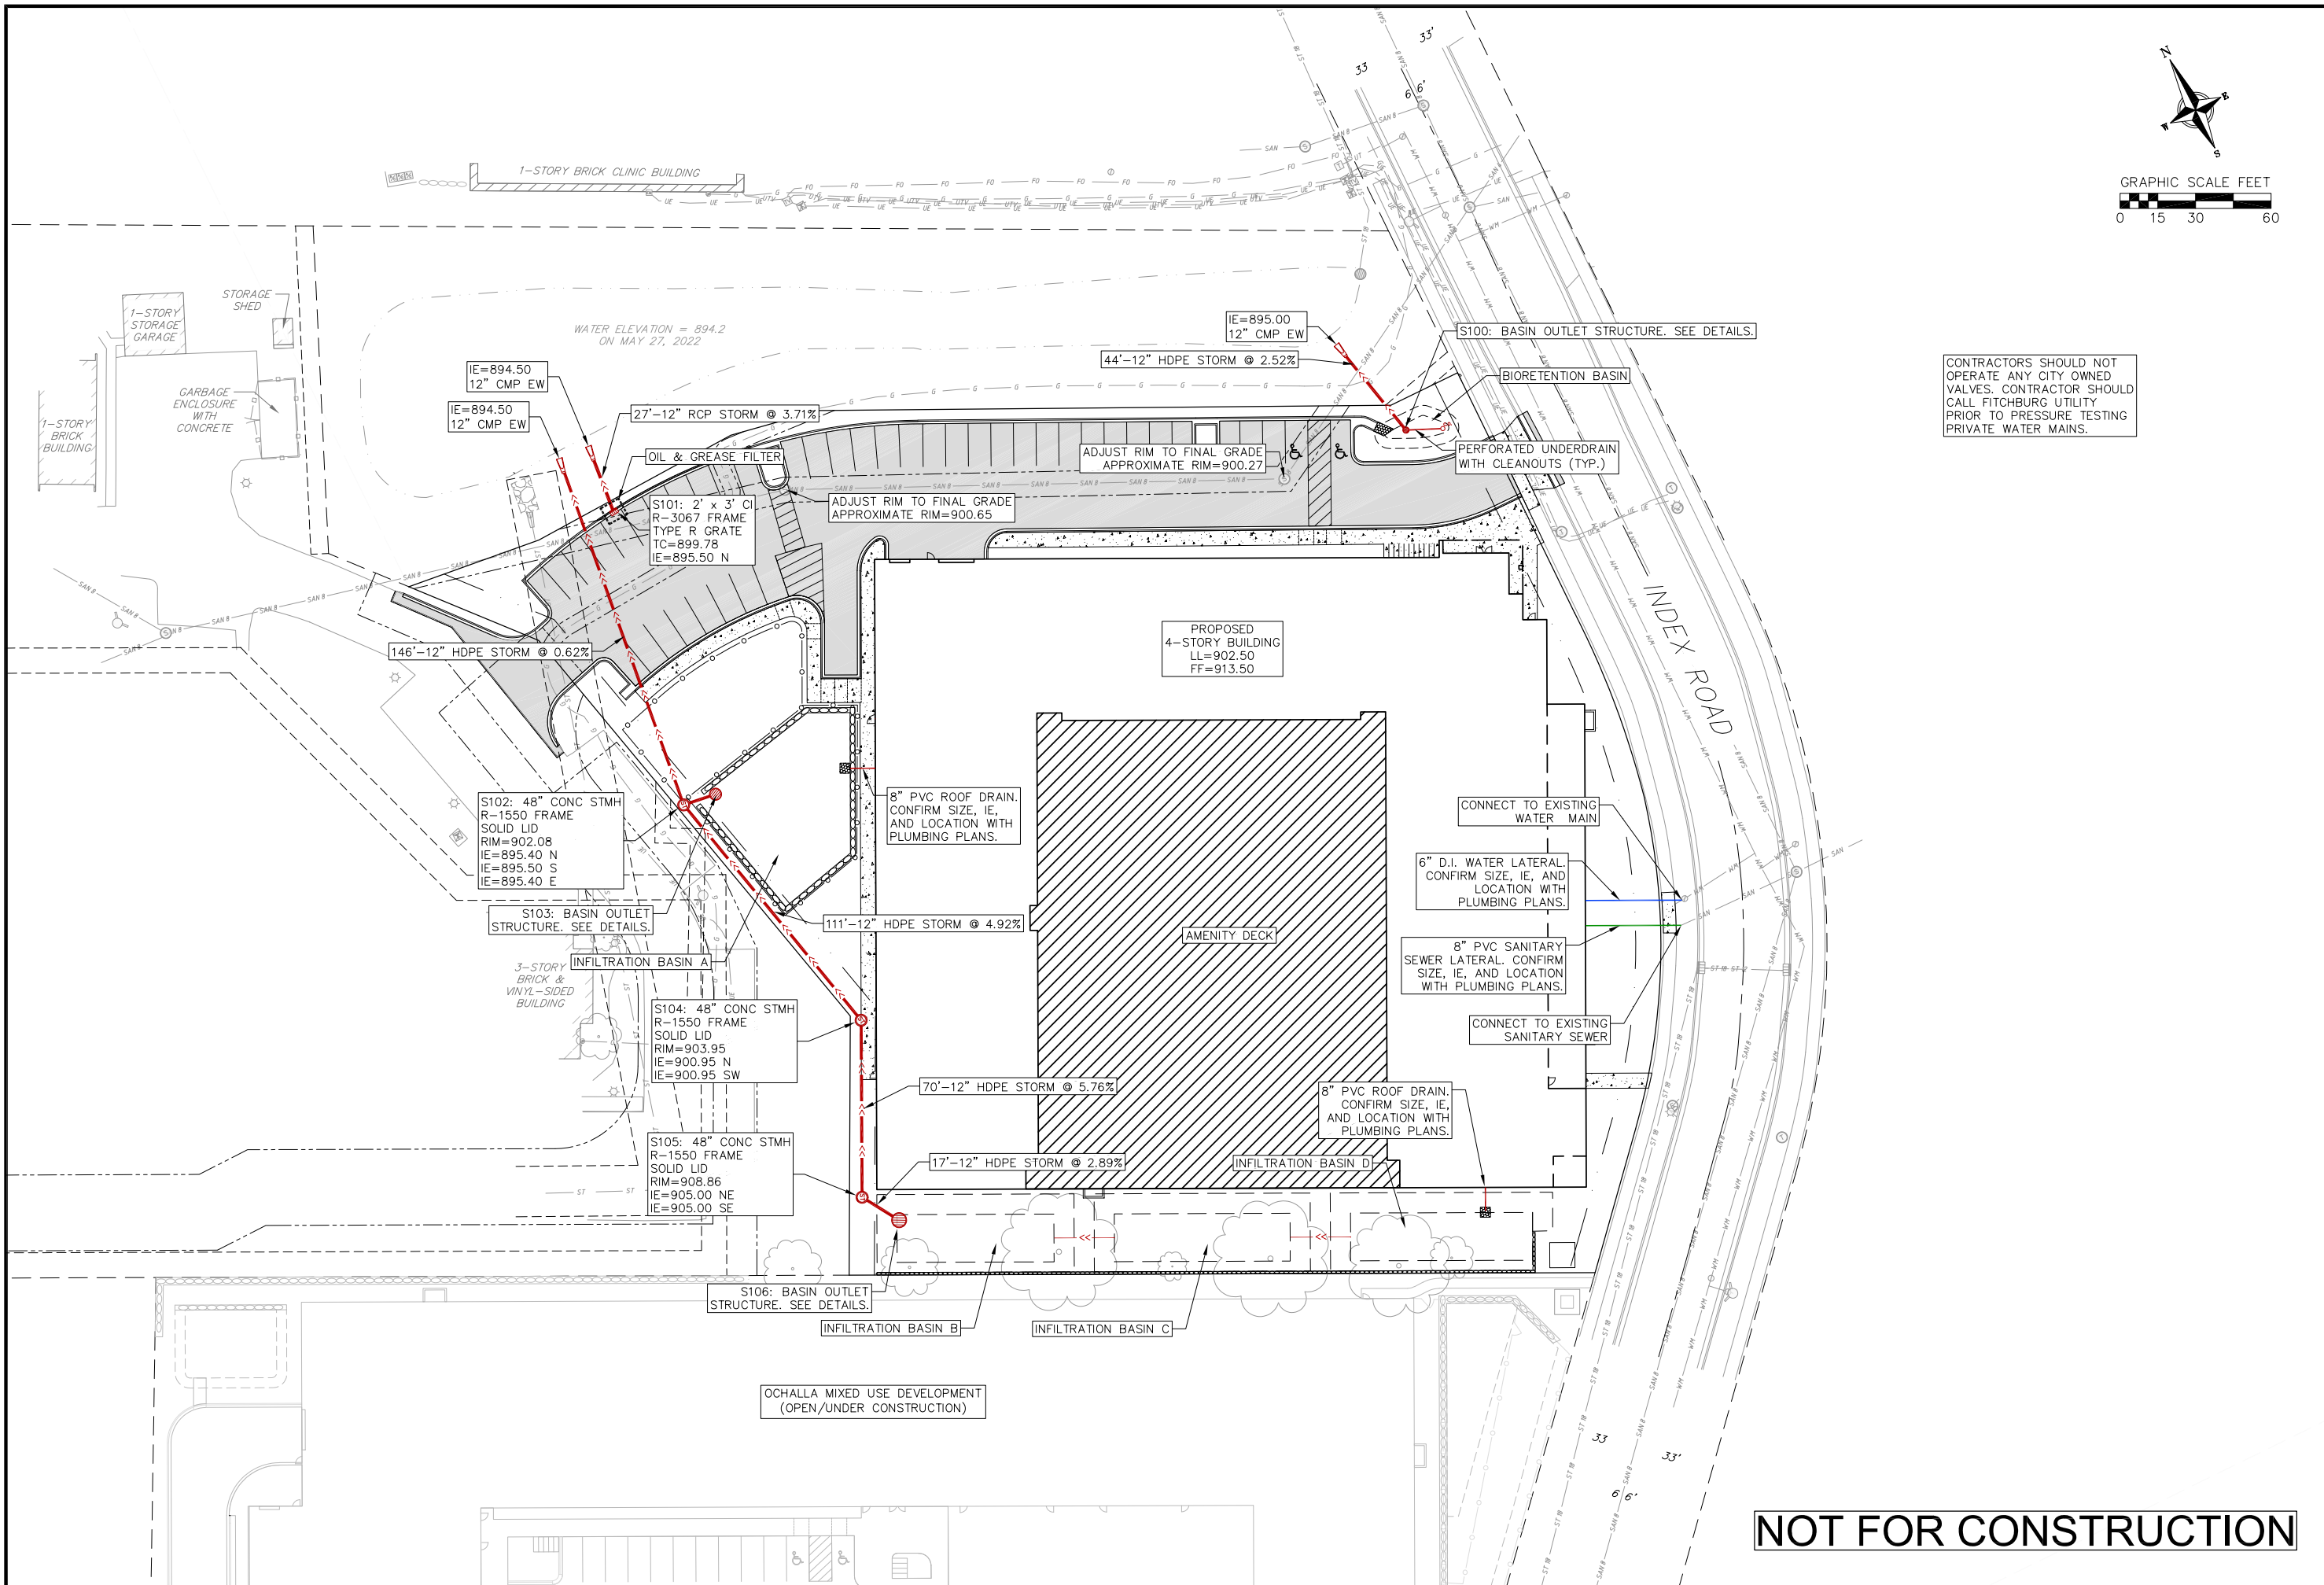 33'
33
6 6'
N
E
W
S
GRAPHIC SCALE FEET
0 15 30 60
1-STORY BRICK CLINIC BUILDING
STORAGE
SHED
1-STORY
STORAGE
GARAGE
WATER ELEVATION = 894.2
ON MAY 27, 2022
IE=895.00
12" CMP EW
S100: BASIN OUTLET STRUCTURE. SEE DETAILS.
44'-12" HDPE STORM @ 2.52%
BIORETENTION BASIN
CONTRACTORS SHOULD NOT
OPERATE ANY CITY OWNED
VALVES. CONTRACTOR SHOULD
CALL FITCHBURG UTILITY
PRIOR TO PRESSURE TESTING
PRIVATE WATER MAINS.
IE=894.50
12" CMP EW
GARBAGE
ENCLOSURE
WITH
CONCRETE
IE=894.50
12" CMP EW
27'-12" RCP STORM @ 3.71%
1-STORY
BRICK
BUILDING
OIL & GREASE FILTER
ADJUST RIM TO FINAL GRADE
APPROXIMATE RIM=900.27
PERFORATED UNDERDRAIN
WITH CLEANOUTS (TYP.)
S101: 2' x 3' CI
R-3067 FRAME
TYPE R GRATE
TC=899.78
IE=895.50 N
ADJUST RIM TO FINAL GRADE
APPROXIMATE RIM=900.65
INDEX ROAD
146'-12" HDPE STORM @ 0.62%
PROPOSED
4-STORY BUILDING
LL=902.50
FF=913.50
S102: 48" CONC STMH
R-1550 FRAME
SOLID LID
RIM=902.08
IE=895.40 N
IE=895.50 S
IE=895.40 E
8" PVC ROOF DRAIN.
CONFIRM SIZE, IE,
AND LOCATION WITH
PLUMBING PLANS.
CONNECT TO EXISTING
WATER MAIN
6" D.I. WATER LATERAL.
CONFIRM SIZE, IE, AND
LOCATION WITH
PLUMBING PLANS.
S103: BASIN OUTLET
STRUCTURE. SEE DETAILS.
111'-12" HDPE STORM @ 4.92%
AMENITY DECK
8" PVC SANITARY
SEWER LATERAL. CONFIRM
SIZE, IE, AND LOCATION
WITH PLUMBING PLANS.
INFILTRATION BASIN A
3-STORY
BRICK &
VINYL-SIDED
BUILDING
S104: 48" CONC STMH
R-1550 FRAME
SOLID LID
RIM=903.95
IE=900.95 N
IE=900.95 SW
CONNECT TO EXISTING
SANITARY SEWER
70'-12" HDPE STORM @ 5.76%
8" PVC ROOF DRAIN.
CONFIRM SIZE, IE,
AND LOCATION WITH
PLUMBING PLANS.
S105: 48" CONC STMH
R-1550 FRAME
SOLID LID
RIM=908.86
IE=905.00 NE
IE=905.00 SE
17'-12" HDPE STORM @ 2.89%
INFILTRATION BASIN D
S106: BASIN OUTLET
STRUCTURE. SEE DETAILS.
INFILTRATION BASIN B
INFILTRATION BASIN C
OCHALLA MIXED USE DEVELOPMENT
(OPEN/UNDER CONSTRUCTION)
33
33'
6 6'
NOT FOR CONSTRUCTION